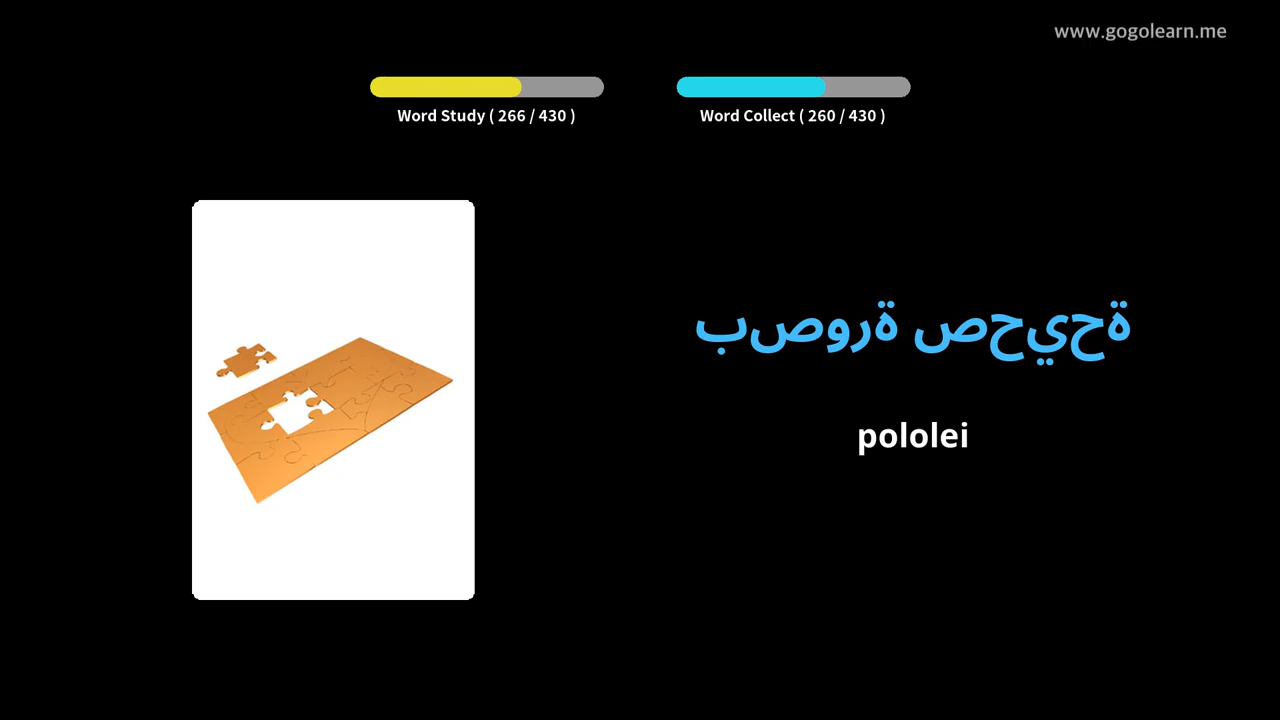 www.gogolearn.me
Word Study ( 266 / 430 )
Word Collect ( 260 / 430 )
بصورة صحيحة
pololei